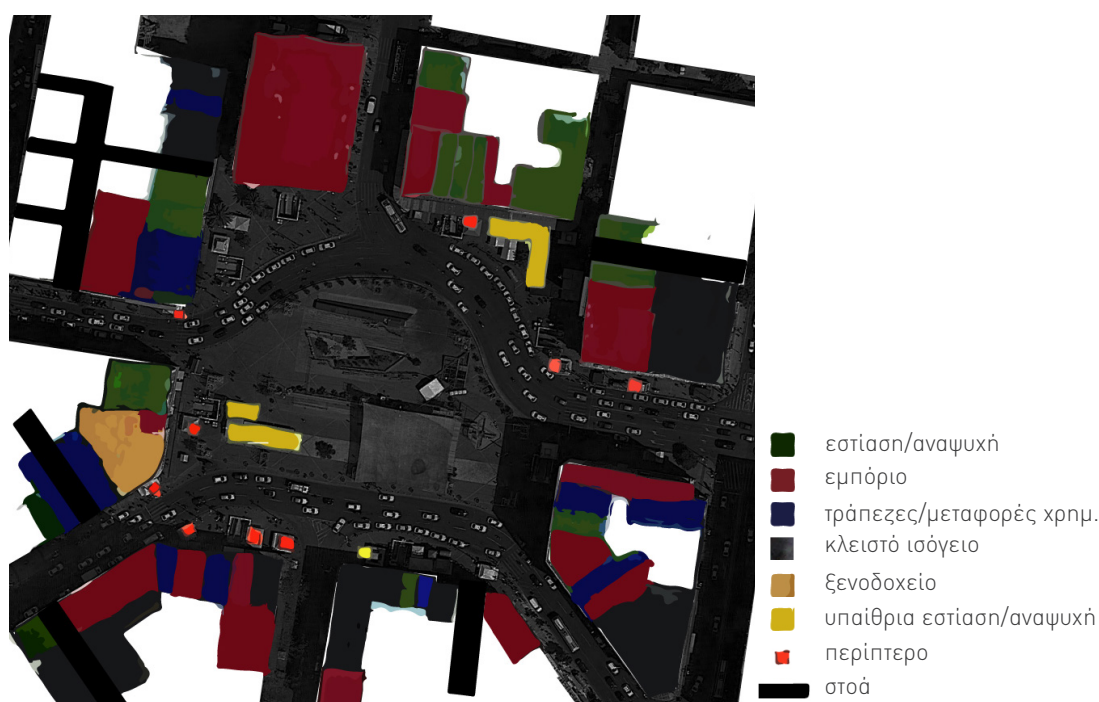 εστίαση/αναψυχή
εμπόριο
τράπεζες/μεταφορές χρημ.
κλειστό ισόγειο
ξενοδοχείο
υπαίθρια εστίαση/αναψυχή
περίπτερο
στοά